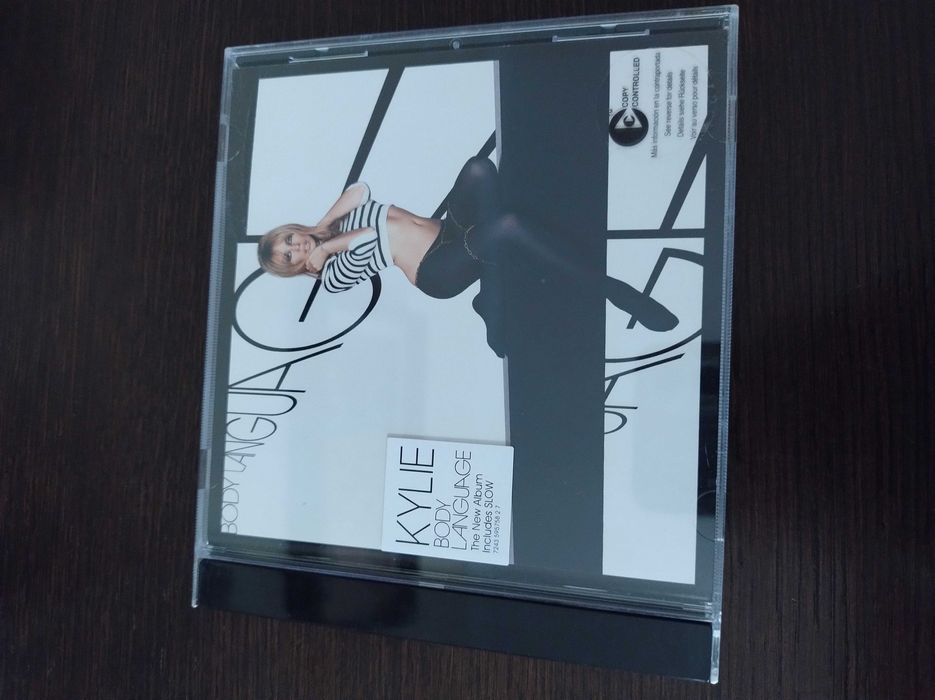 BODY LANGUAGE
KYLIE
BODY
LANGUAGE
The New Album
Includes SLOW
7243 595758 2 7
COPY
CONTROLLED
Más información en la contraportada
See reverse for details
Details siehe Rückseite
Voir au verso pour détails